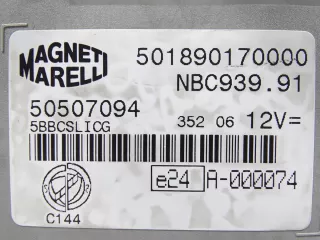 MAGNETI
MARELLI
501890170000
NBC939.91
50507094
5BBCSLICG
352 06 12V=
C144
e24 A-000074